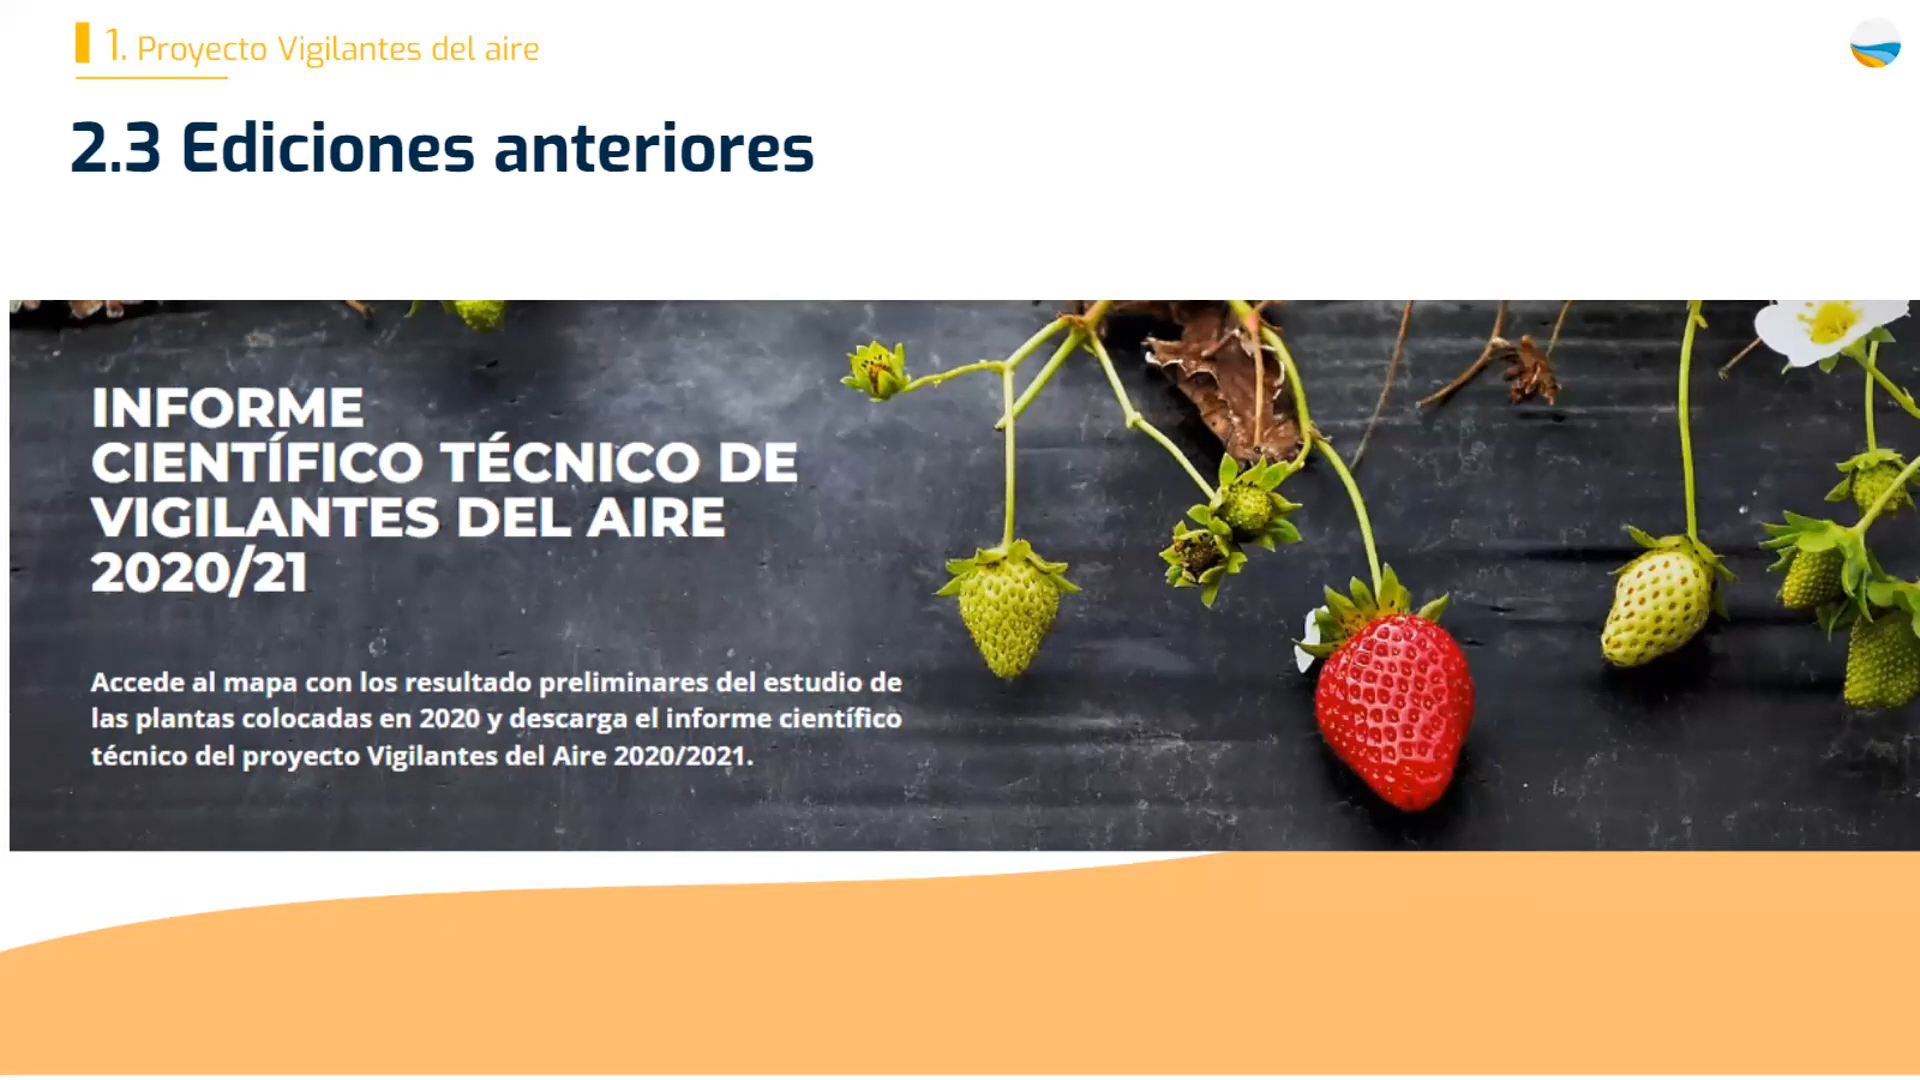 1. Proyecto Vigilantes del aire
2.3 Ediciones anteriores
INFORME
CIENTÍFICO TÉCNICO DE
VIGILANTES DEL AIRE
2020/21
Accede al mapa con los resultado preliminares del estudio de
las plantas colocadas en 2020 y descarga el informe científico
técnico del proyecto Vigilantes del Aire 2020/2021.